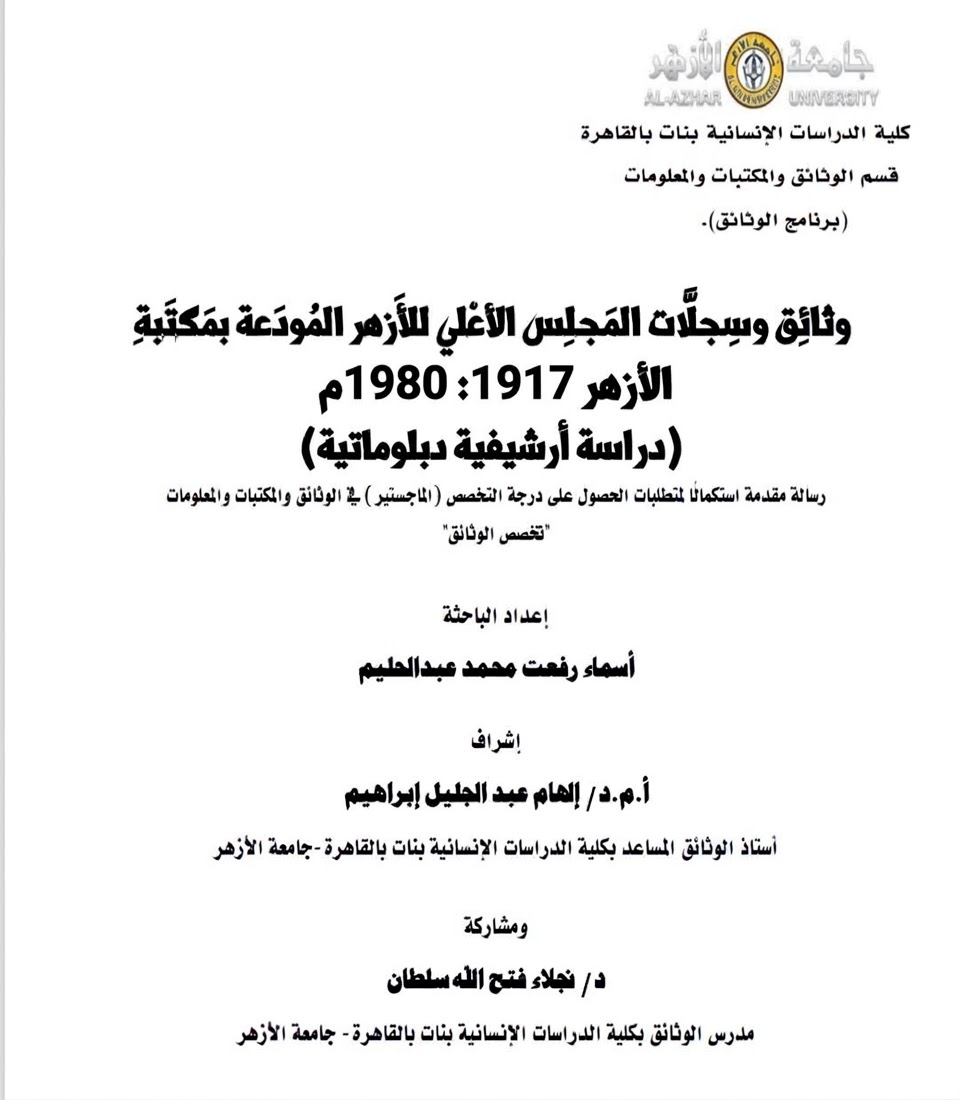 جامعة الأزهر
AL-AZHAR UNIVERSITY
كلية الدراسات الإنسانية بنات بالقاهرة
قسم الوثائق والمكتبات والمعلومات
(برنامج الوثائق).
وثائِق وسِجلَّات المَجلِس الأعْلي للأَزهر المُودَعة بمَكتَبةِ
الأزهر 1917: 1980م
(دراسة أرشيفية دبلوماتية)
رسالة مقدمة استكمالًا لمتطلبات الحصول على درجة التخصص (الماجستير) في الوثائق والمكتبات والمعلومات
"تخصص الوثائق"
إعداد الباحثة
أسماء رفعت محمد عبدالحليم
إشراف
أ.م.د/ إلهام عبد الجليل إبراهيم
أستاذ الوثائق المساعد بكلية الدراسات الإنسانية بنات بالقاهرة -جامعة الأزهر
ومشاركة
د/ نجلاء فتح الله سلطان
مدرس الوثائق بكلية الدراسات الإنسانية بنات بالقاهرة - جامعة الأزهر